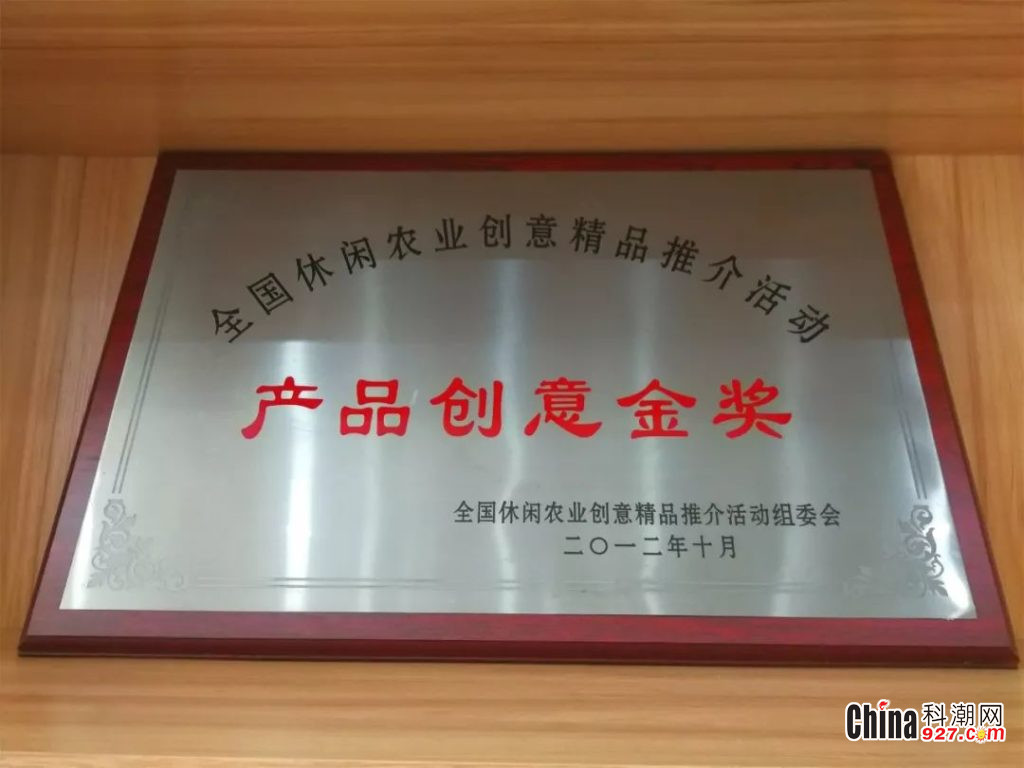 全国休闲农业创意精品推介活动
产品创意金奖
全国休闲农业创意精品推介活动组委会
二〇一二年十月
China科潮网
927.com